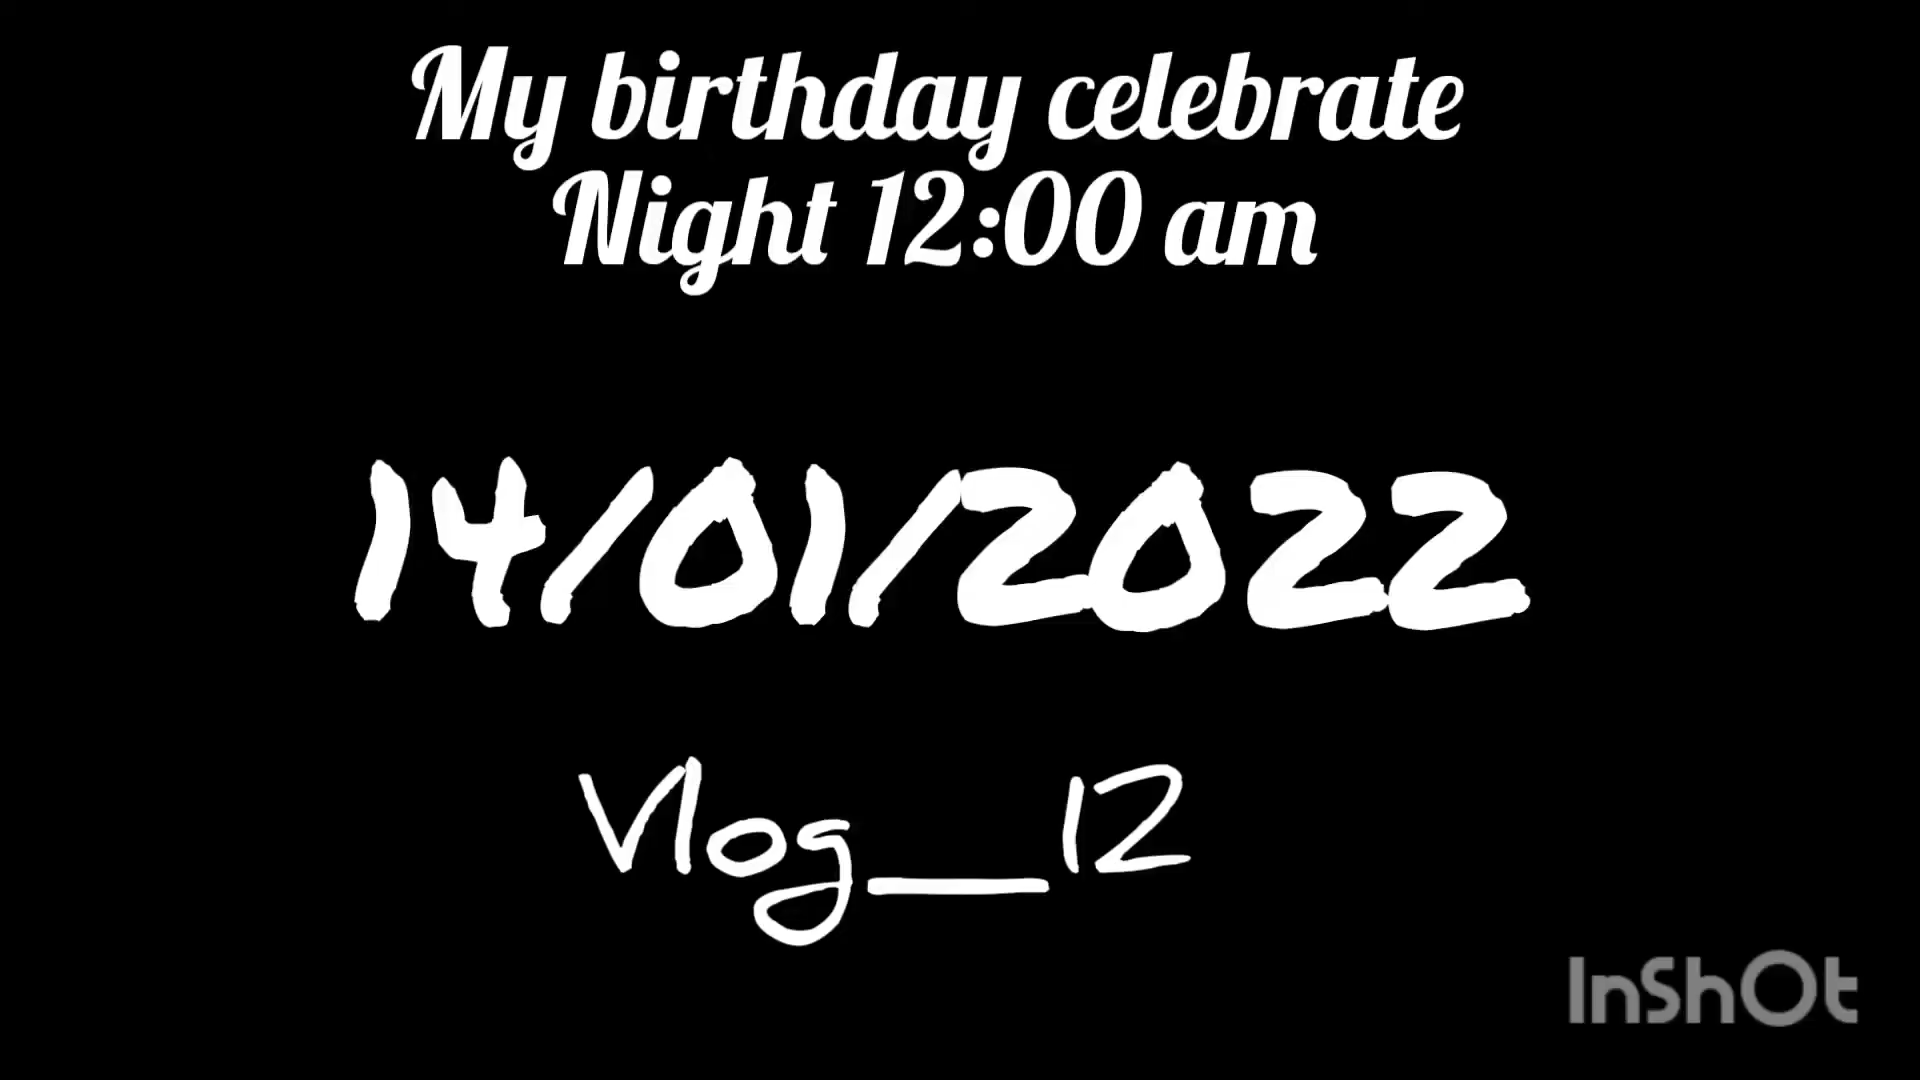 My birthday celebrate
Night 12:00 am
14/01/2022
Vlog__12
InShOt